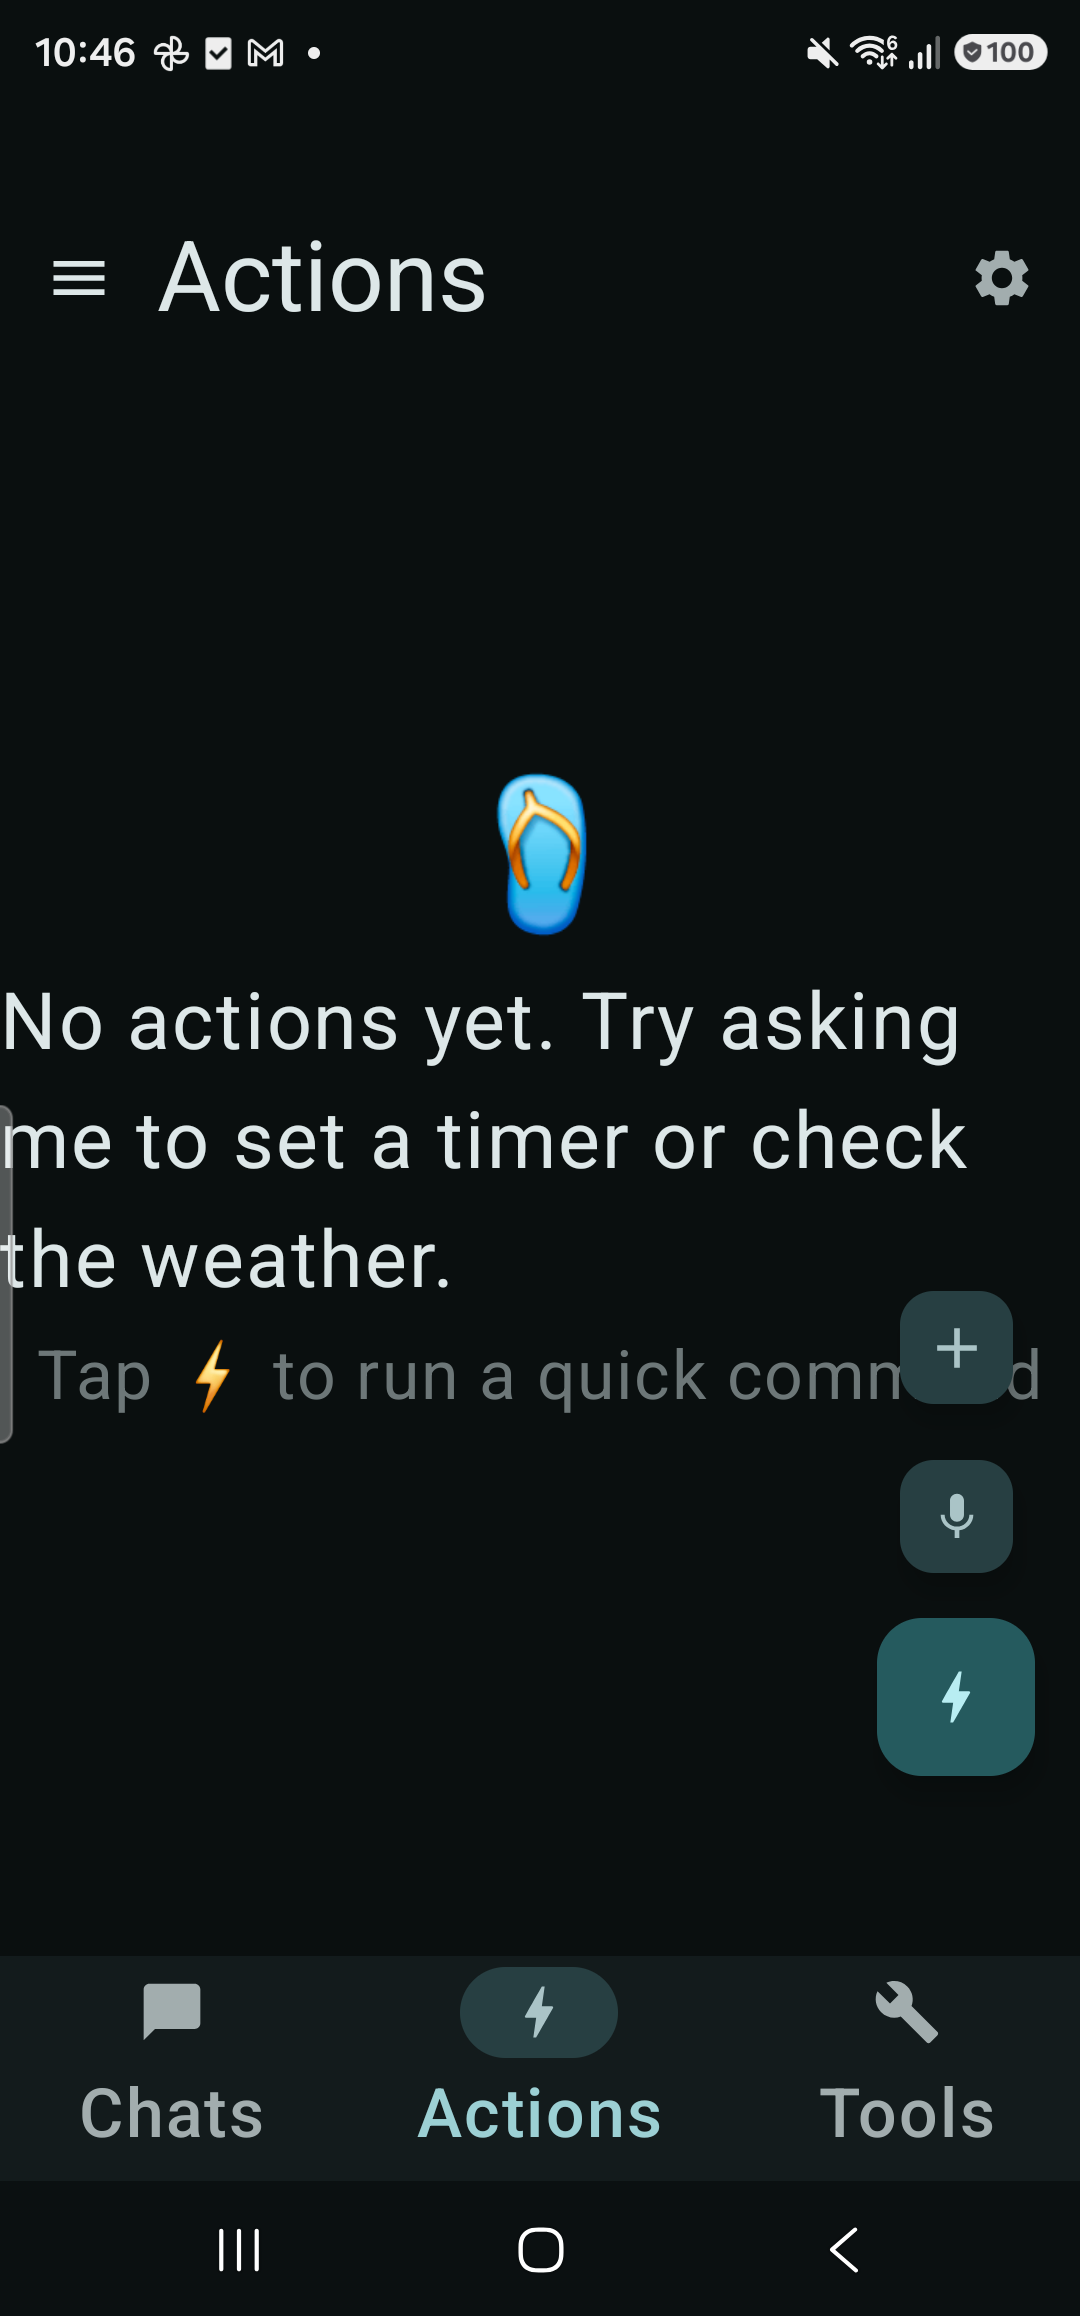 10:46
6
100
Actions
No actions yet. Try asking
me to set a timer or check
the weather.
Tap ⚡ to run a quick comm d
Chats
Actions
Tools